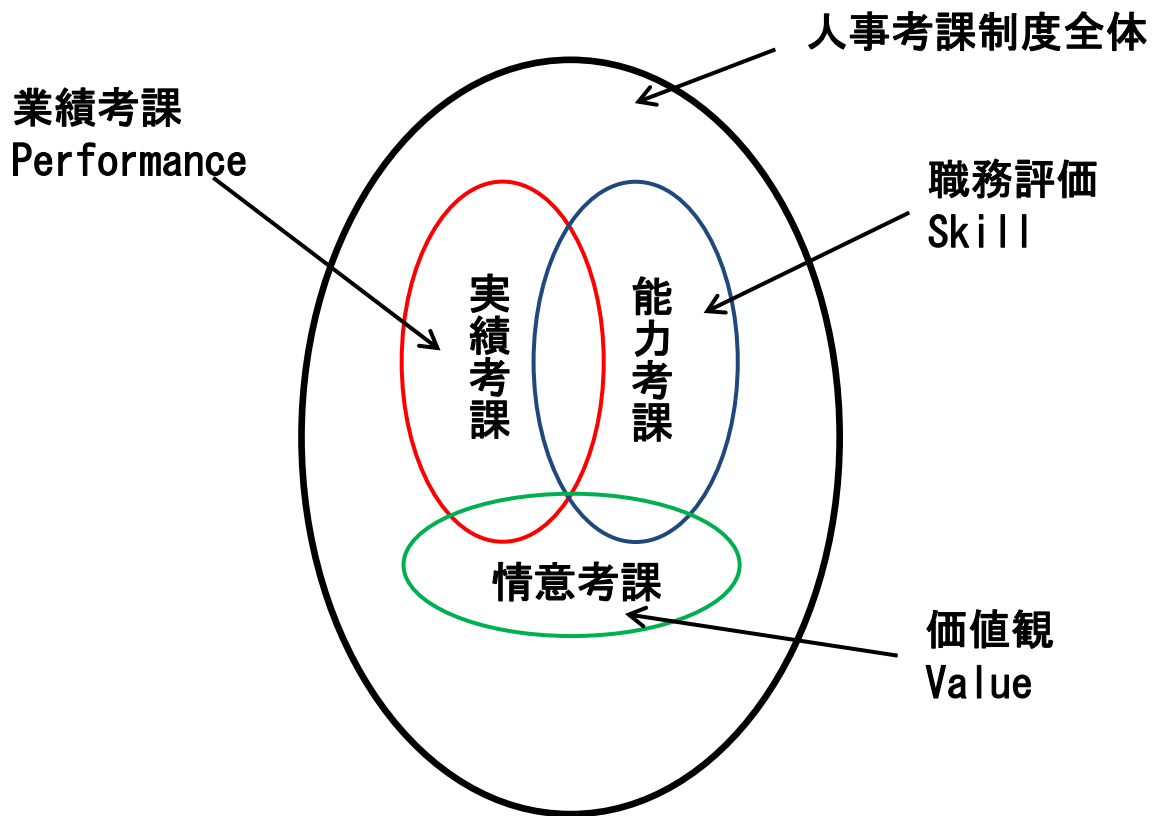 人事考課制度全体
業績考課
Performance
職務評価
Skill
実績考課
能力考課
情意考課
価値観
Value